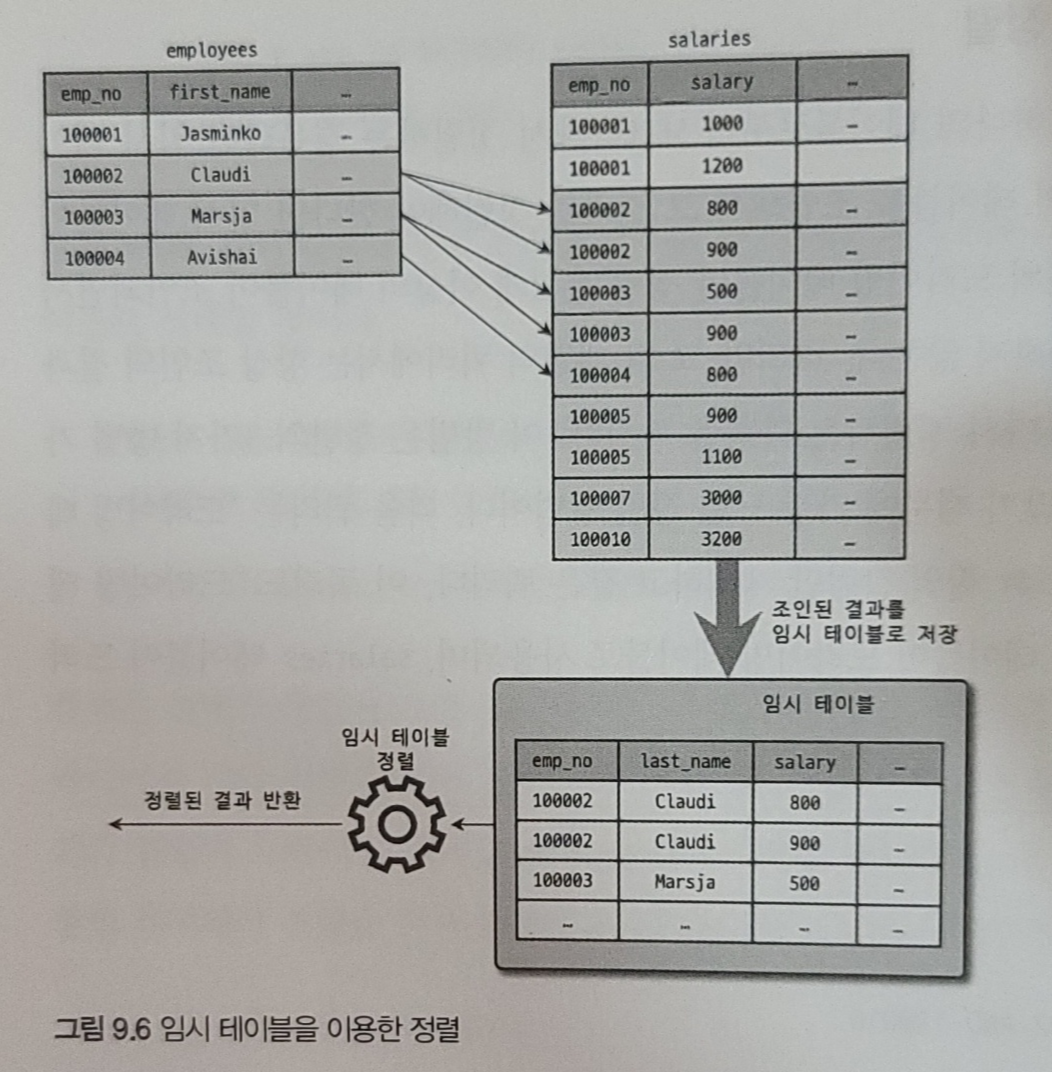 employees
emp_no first_name …
100001 Jasminko …
100002 Claudi …
100003 Marsja …
100004 Avishai …
salaries
emp_no salary …
100001 1000 …
100001 1200
100002 800 …
100002 900 …
100003 500 …
100003 900 …
100004 800 …
100005 900 …
100005 1100 …
100007 3000 …
100010 3200 …
조인된 결과를
임시 테이블로 저장
임시 테이블
emp_no last_name salary …
100002 Claudi 800 …
100002 Claudi 900 …
100003 Marsja 500 …
… … … …
임시 테이블
정렬
정렬된 결과 반환
그림 9.6 임시 테이블을 이용한 정렬